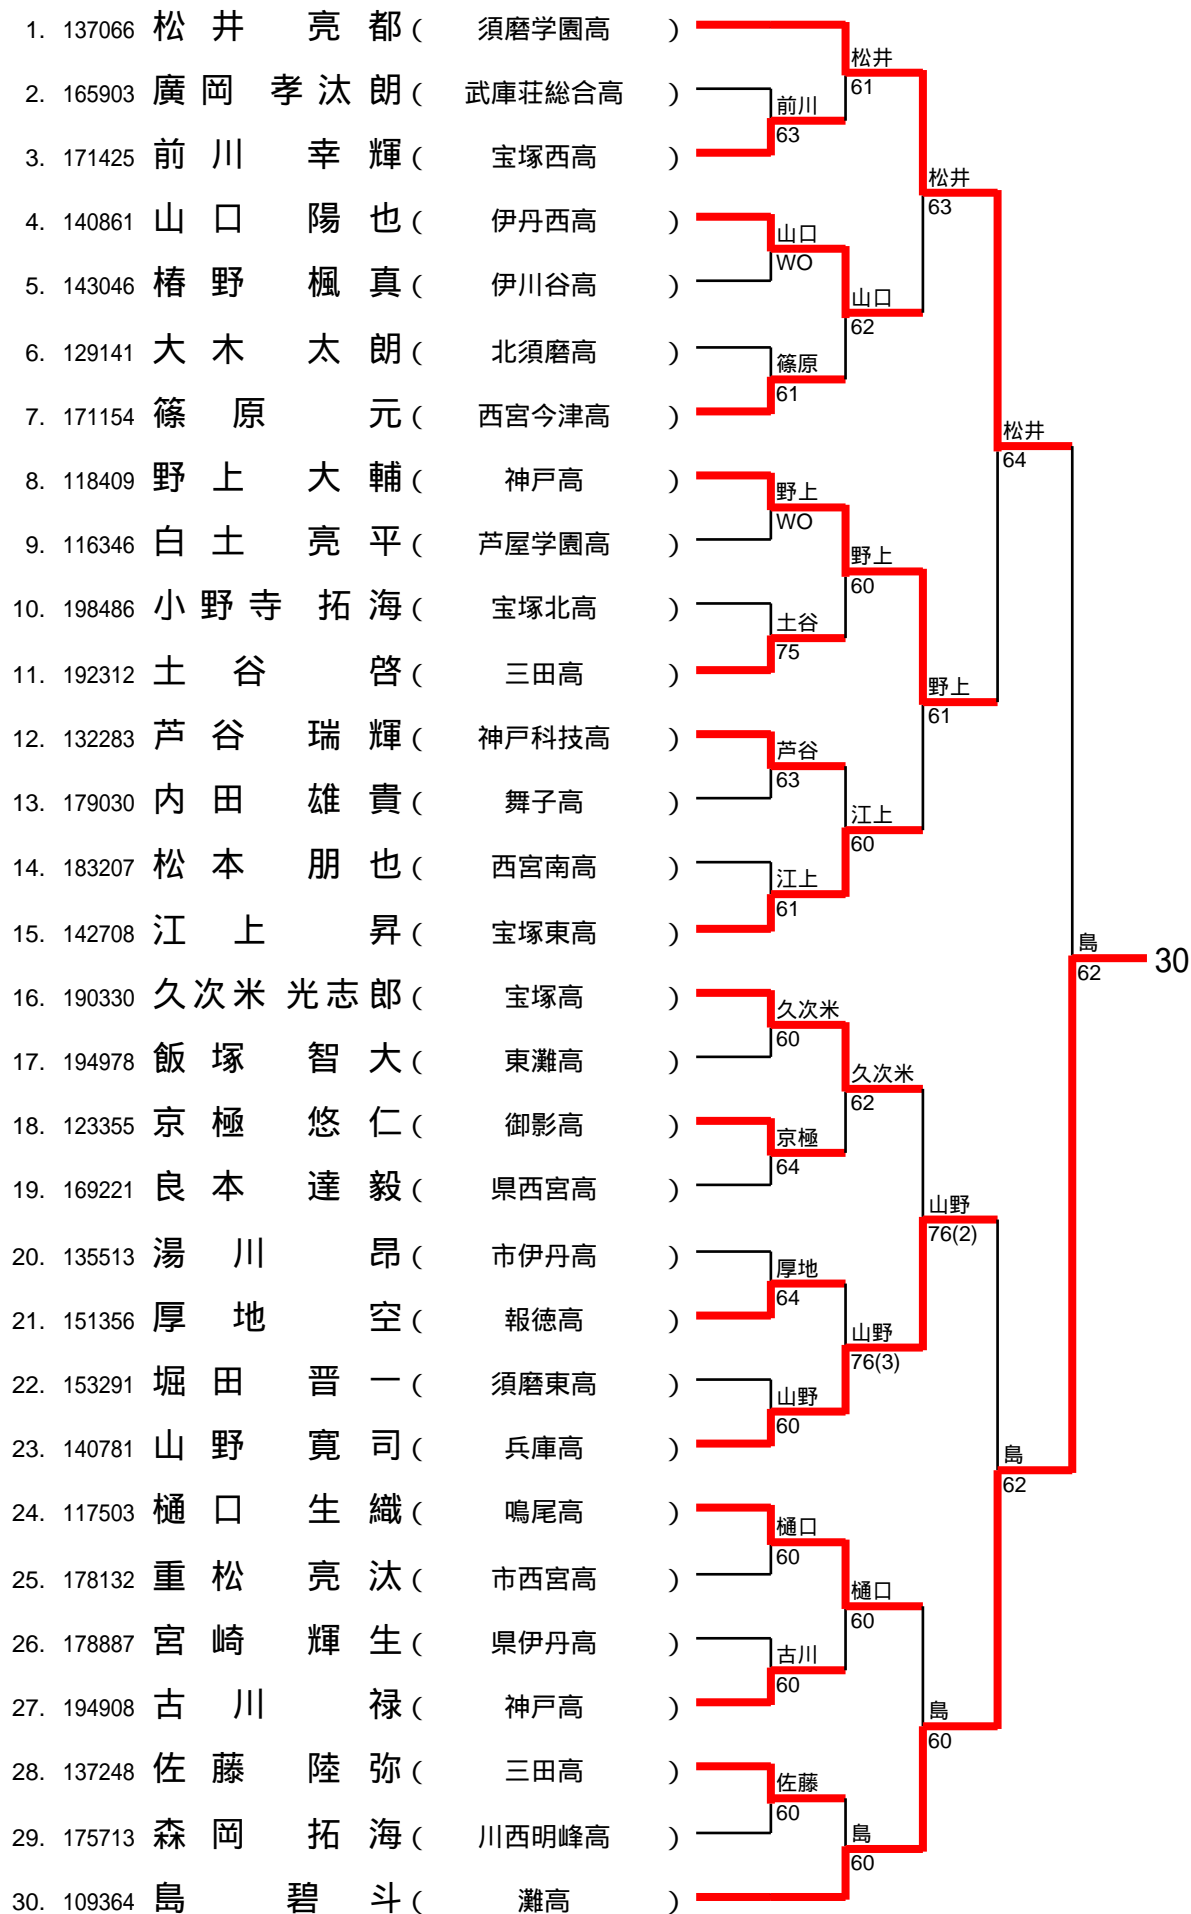 1. 137066 松井 亮都 ( 須磨学園高 )
松井
61
2. 165903 廣岡 孝汰朗 ( 武庫荘総合高 )
前川
63
3. 171425 前川 幸輝 ( 宝塚西高 )
松井
63
4. 140861 山口 陽也 ( 伊丹西高 )
山口
WO
5. 143046 椿野 楓真 ( 伊川谷高 )
山口
62
6. 129141 大木 太朗 ( 北須磨高 )
篠原
61
7. 171154 篠原 元 ( 西宮今津高 )
松井
64
8. 118409 野上 大輔 ( 神戸高 )
野上
WO
9. 116346 白土 亮平 ( 芦屋学園高 )
野上
60
10. 198486 小野寺 拓海 ( 宝塚北高 )
土谷
75
11. 192312 土谷 啓 ( 三田高 )
野上
61
12. 132283 芦谷 瑞輝 ( 神戸科技高 )
芦谷
63
13. 179030 内田 雄貴 ( 舞子高 )
江上
60
14. 183207 松本 朋也 ( 西宮南高 )
江上
61
15. 142708 江上 昇 ( 宝塚東高 )
島
62
30
16. 190330 久次米 光志郎 ( 宝塚高 )
久次米
60
17. 194978 飯塚 智大 ( 東灘高 )
久次米
62
18. 123355 京極 悠仁 ( 御影高 )
京極
64
19. 169221 良本 達毅 ( 県西宮高 )
山野
76(2)
20. 135513 湯川 昂 ( 市伊丹高 )
厚地
64
21. 151356 厚地 空 ( 報徳高 )
山野
76(3)
22. 153291 堀田 晋一 ( 須磨東高 )
山野
60
23. 140781 山野 寛司 ( 兵庫高 )
島
62
24. 117503 樋口 生織 ( 鳴尾高 )
樋口
60
25. 178132 重松 亮汰 ( 市西宮高 )
樋口
60
26. 178887 宮崎 輝生 ( 県伊丹高 )
古川
60
27. 194908 古川 禄 ( 神戸高 )
島
60
28. 137248 佐藤 陸弥 ( 三田高 )
佐藤
60
29. 175713 森岡 拓海 ( 川西明峰高 )
島
60
30. 109364 島 碧斗 ( 灘高 )